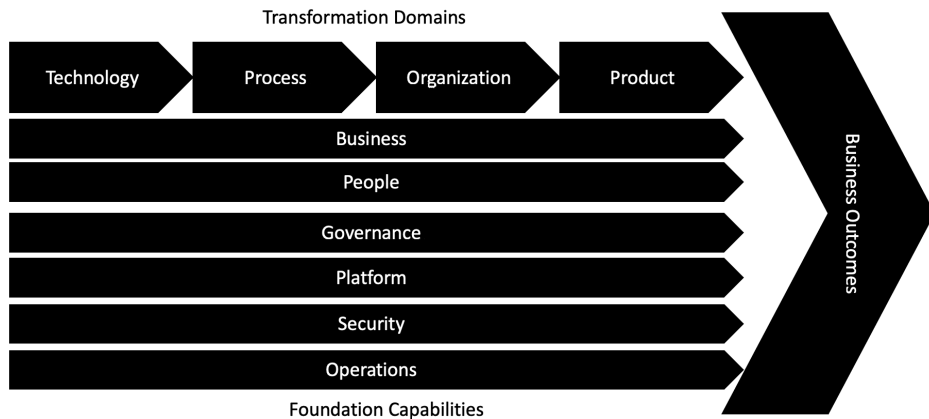 Transformation Domains
Technology
Process
Organization
Product
Business
People
Governance
Platform
Security
Operations
Foundation Capabilities
Business Outcomes